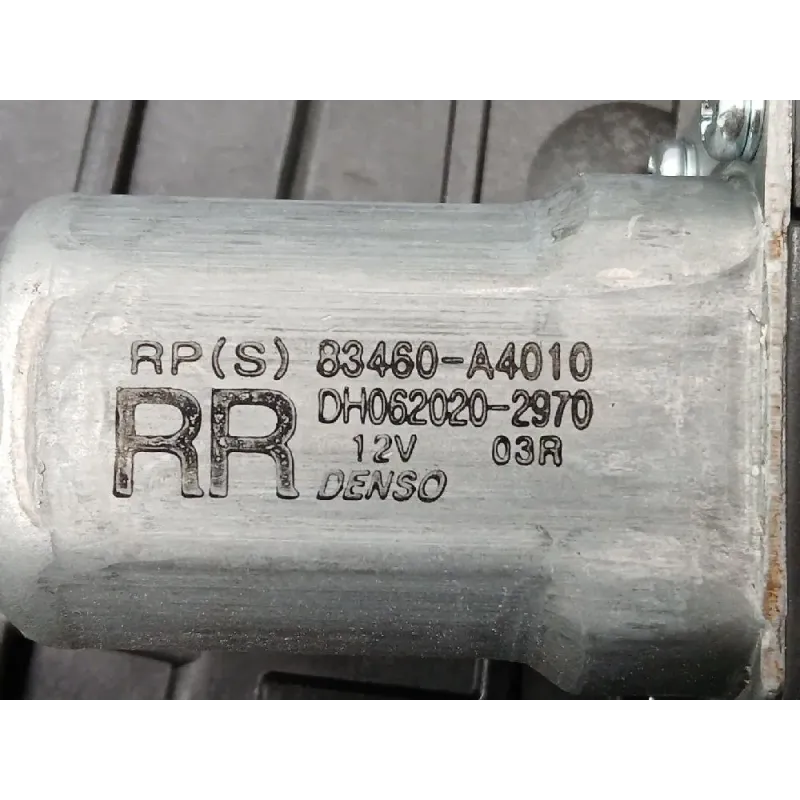 RP(S) 83460-A4010
RR DH062020-2970
12V 03R
DENSO